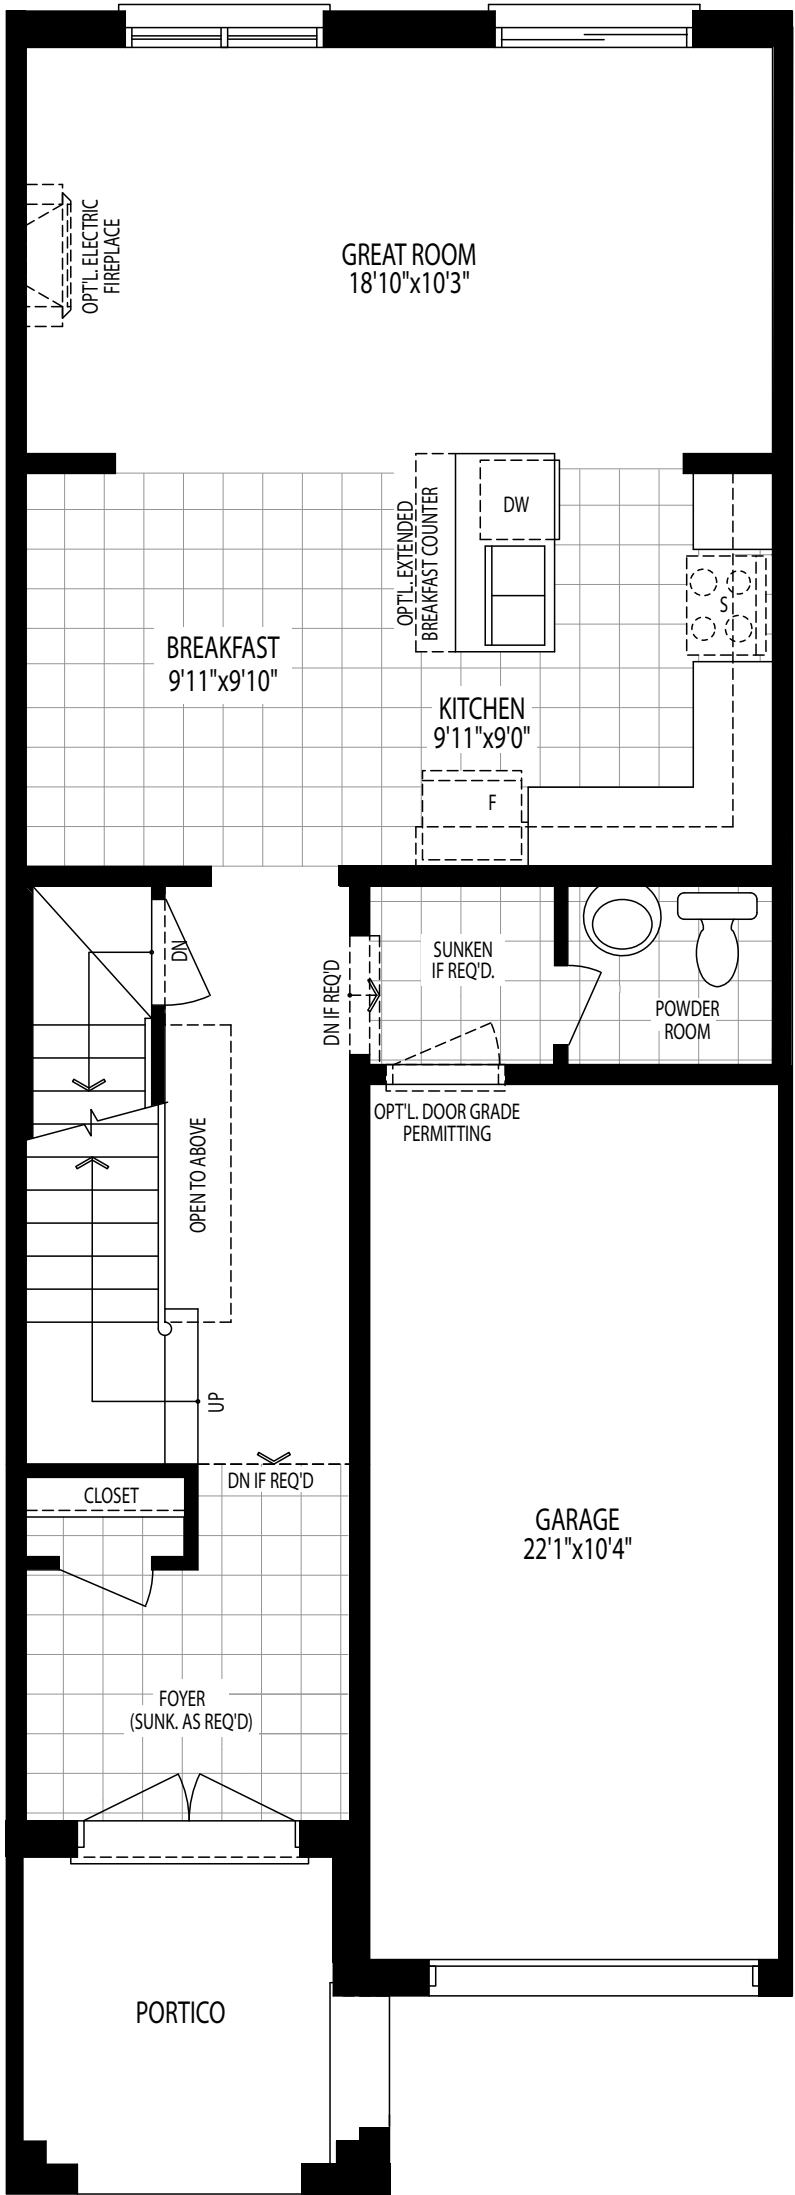 OPT'L. ELECTRIC
FIREPLACE
GREAT ROOM
18'10"x10'3"
OPT'L. EXTENDED
BREAKFAST COUNTER
DW
S
BREAKFAST
9'11"x9'10"
KITCHEN
9'11"x9'0"
F
DN
DN IF REQ'D
SUNKEN
IF REQ'D.
POWDER
ROOM
OPT'L. DOOR GRADE
PERMITTING
OPEN TO ABOVE
UP
DN IF REQ'D
CLOSET
GARAGE
22'1"x10'4"
FOYER
(SUNK. AS REQ'D)
PORTICO